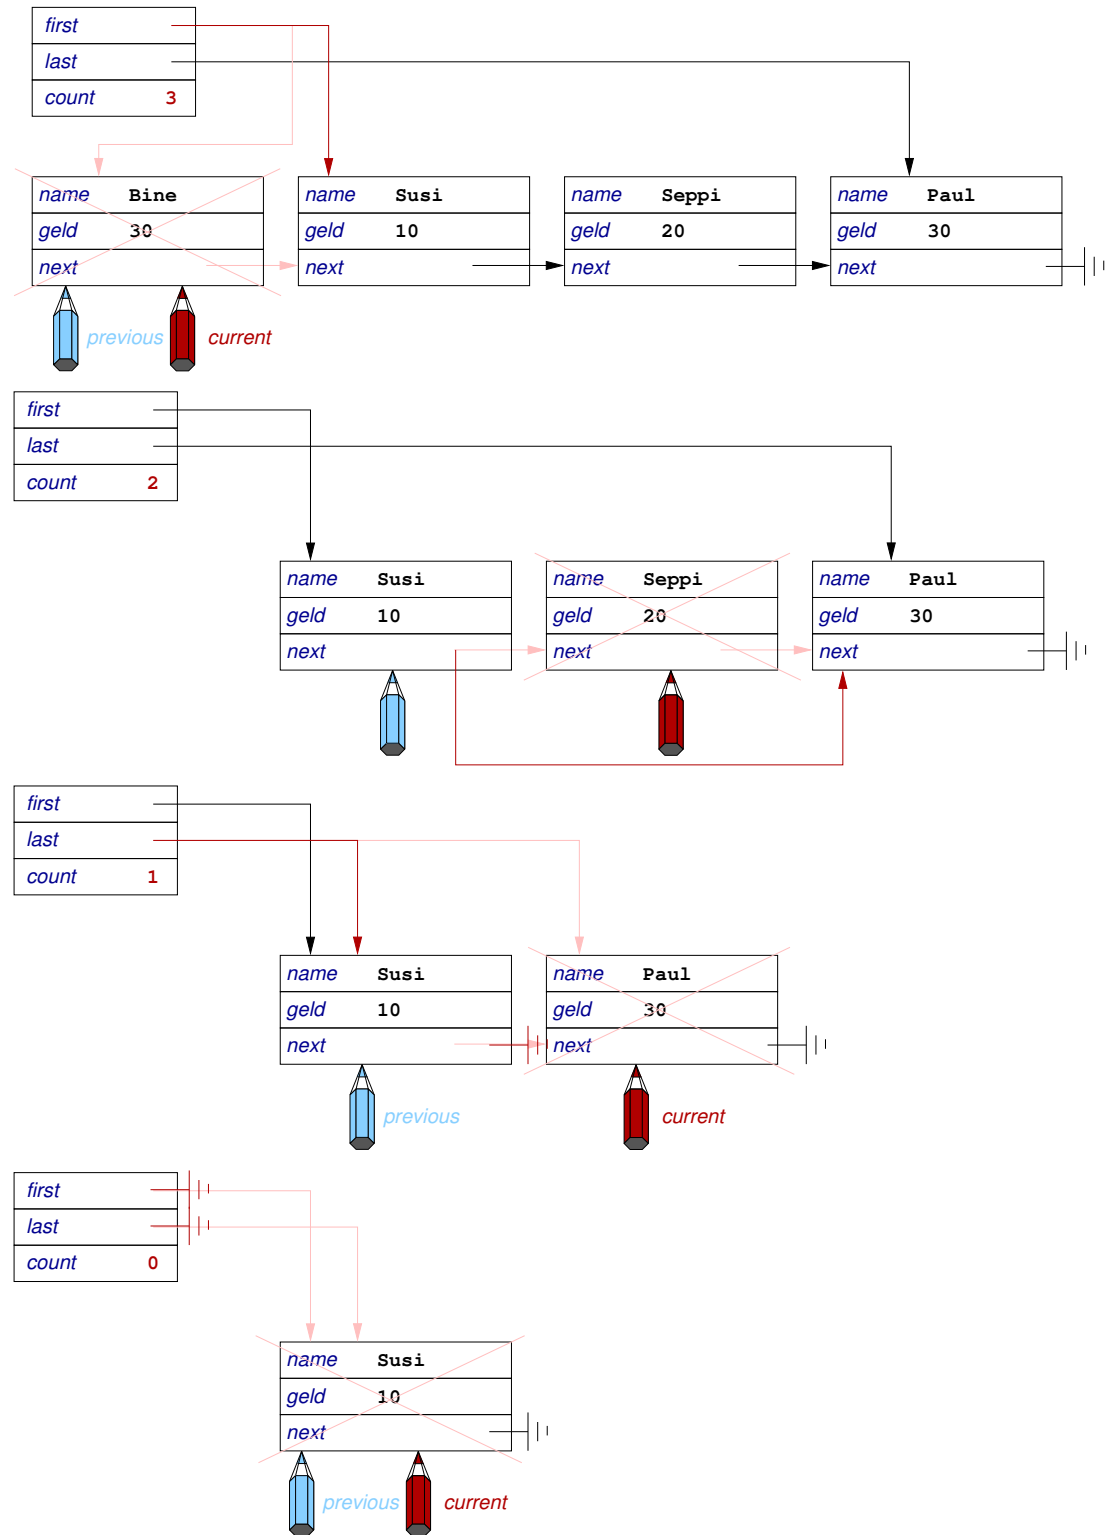 first
last
count 3
name Bine name Susi name Seppi name Paul
geld 30 geld 10 geld 20 geld 30
next next next next
previous current
first
last
count 2
name Susi name Seppi name Paul
geld 10 geld 20 geld 30
next next next
first
last
count 1
name Susi name Paul
geld 10 geld 30
next next
previous current
first
last
count 0
name Susi
geld 10
next
previous current